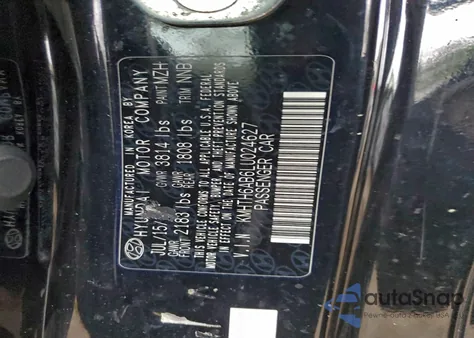 MANUFACTURED IN KOREA BY
HYUNDAI MOTOR COMPANY
JUL/15/ GVWR 3814 lbs PAINT MZH
GAWR FRONT 2183 lbs GAWR REAR 1808 lbs TRIM NNB
THIS VEHICLE CONFORMS TO ALL APPLICABLE U.S.A. FEDERAL
MOTOR VEHICLE SAFETY, BUMPER, AND THEFT PREVENTION STANDARDS
IN EFFECT ON THE DATE OF MANUFACTURE SHOWN ABOVE.
V.I.N: KMHTH6AB6LU024627
PASSENGER CAR
autoSnap